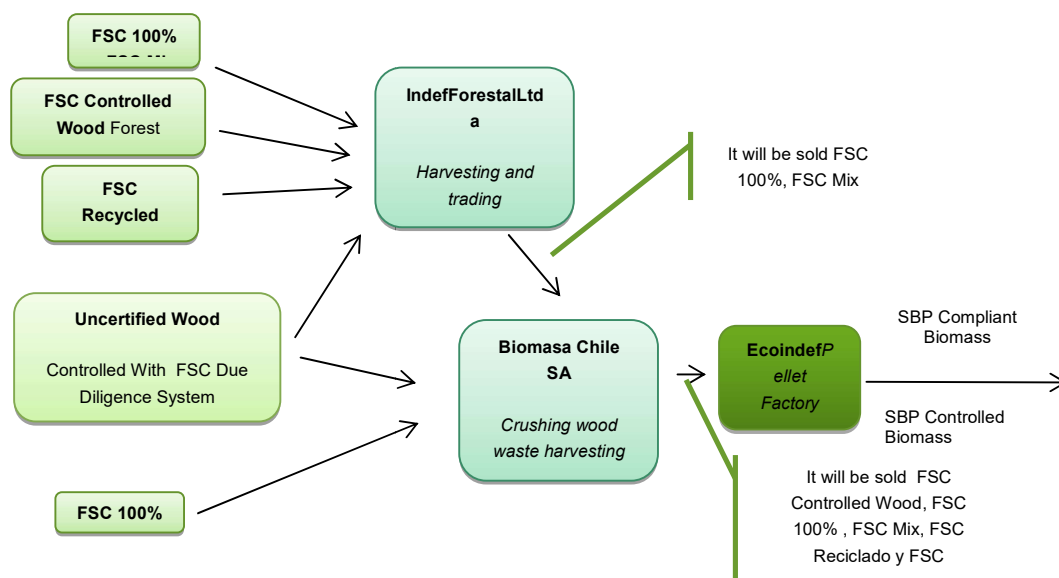 FSC 100%
FSC Controlled
Wood Forest
FSC
Recycled
Uncertified Wood
Controlled With FSC Due
Diligence System
FSC 100%
IndefForestalLtd
a
Harvesting and
trading
It will be sold FSC
100%, FSC Mix
Biomasa Chile
SA
Crushing wood
waste harvesting
EcoindefP
ellet
Factory
SBP Compliant
Biomass
SBP Controlled
Biomass
It will be sold FSC
Controlled Wood, FSC
100% , FSC Mix, FSC
Reciclado y FSC